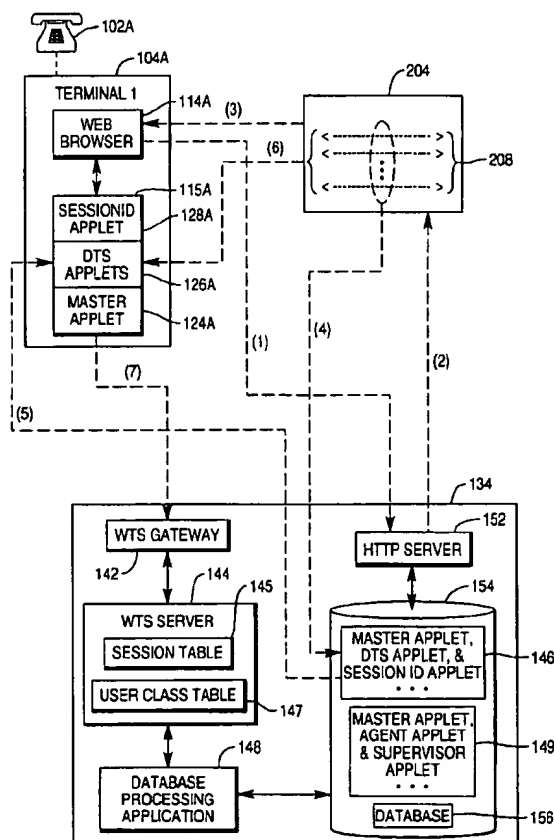 102A
104A
TERMINAL 1
114A
WEB
BROWSER
(3)
204
(6)
< >
< >
< >
208
115A
SESSIONID
APPLET
128A
DTS
APPLETS
126A
MASTER
APPLET
124A
(1)
(4)
(2)
(7)
(5)
134
WTS GATEWAY
142
HTTP SERVER
152
144
154
WTS SERVER
145
SESSION TABLE
USER CLASS TABLE
147
MASTER APPLET,
DTS APPLET, &
SESSION ID APPLET
• • •
146
MASTER APPLET,
AGENT APPLET
& SUPERVISOR
APPLET
• • •
149
148
DATABASE
PROCESSING
APPLICATION
DATABASE
156